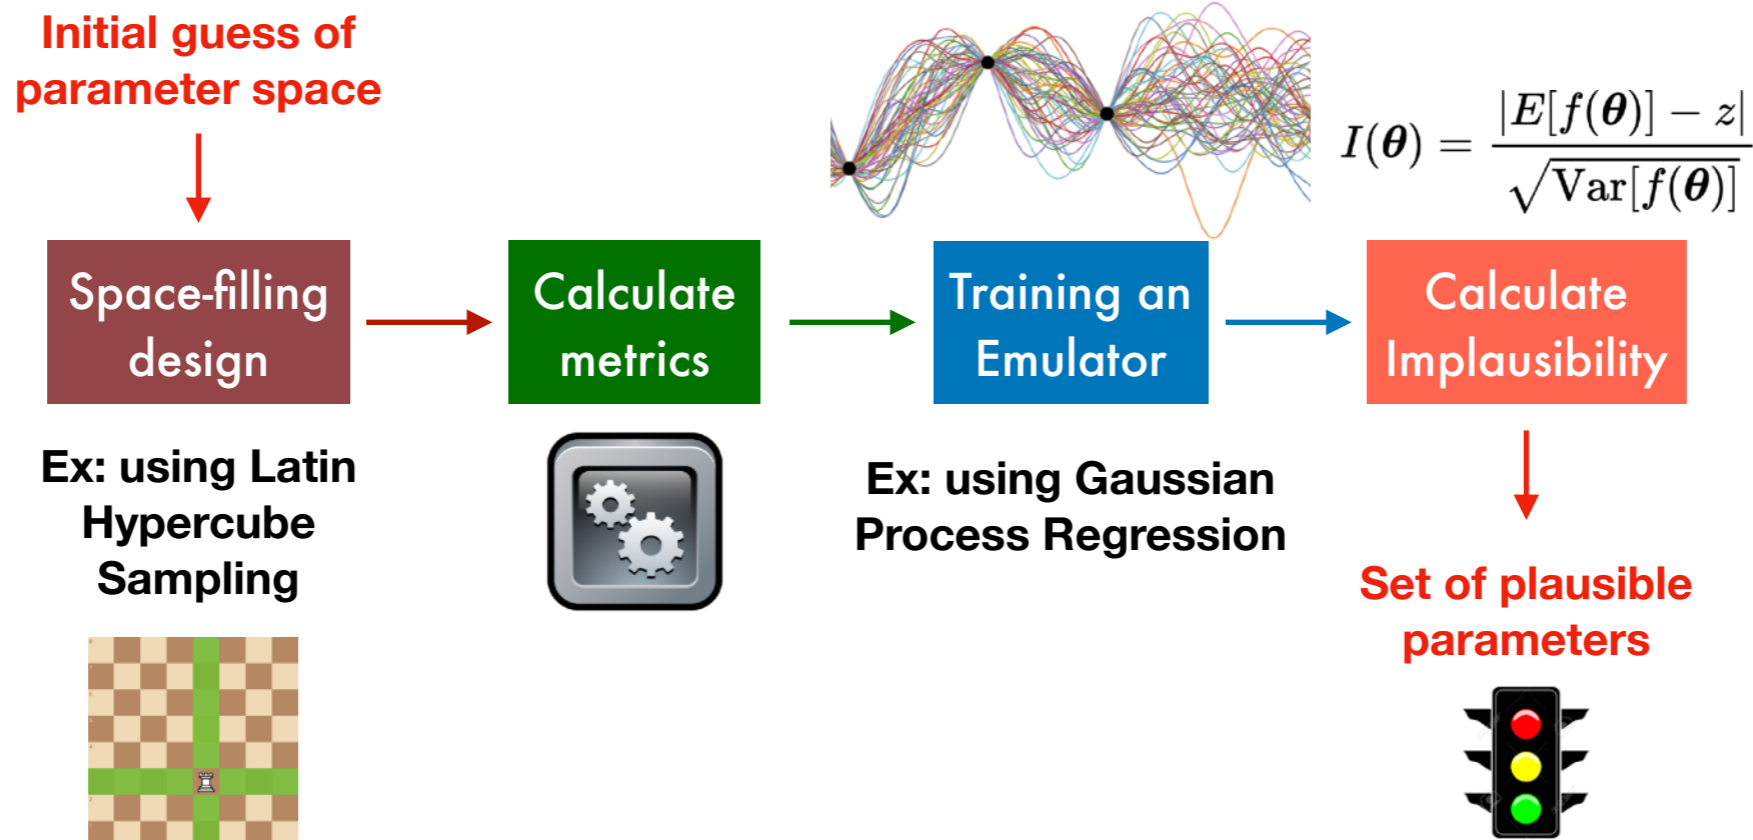 Initial guess of
parameter space
I(θ) = |E[f(θ)] − z| / √Var[f(θ)]
Space-filling
design
Calculate
metrics
Training an
Emulator
Calculate
Implausibility
Ex: using Latin
Hypercube
Sampling
Ex: using Gaussian
Process Regression
Set of plausible
parameters